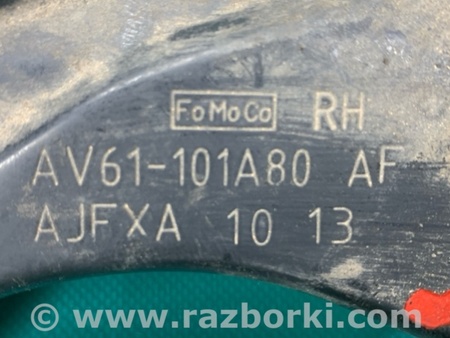 FoMoCo RH
AV61-101A80 AF
AJFXA 10 13
© www.razborki.com